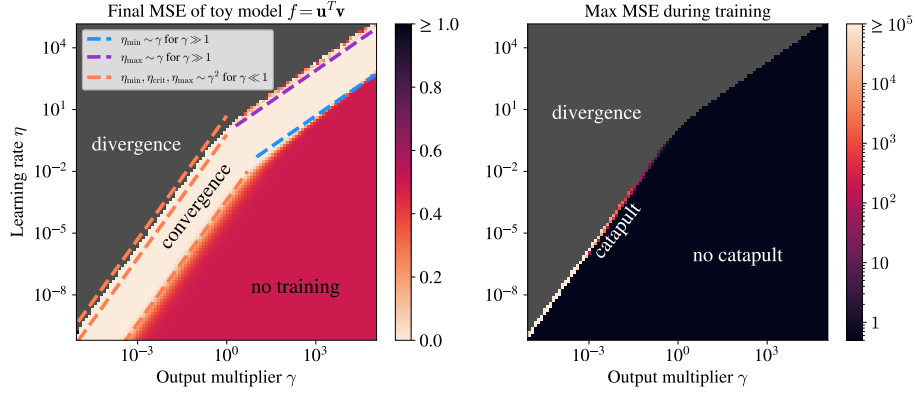 Final MSE of toy model f = u^T v
10^4
10^1
10^−2
10^−5
10^−8
Learning rate η
η_min ∼ γ for γ ≫ 1
η_max ∼ γ for γ ≫ 1
η_min, η_crit, η_max ∼ γ^2 for γ ≪ 1
divergence
convergence
no training
10^−3
10^0
10^3
Output multiplier γ
≥ 1.0
0.8
0.6
0.4
0.2
0.0
Max MSE during training
10^4
10^1
10^−2
10^−5
10^−8
divergence
catapult
no catapult
10^−3
10^0
10^3
Output multiplier γ
≥ 10^5
10^4
10^3
10^2
10
1